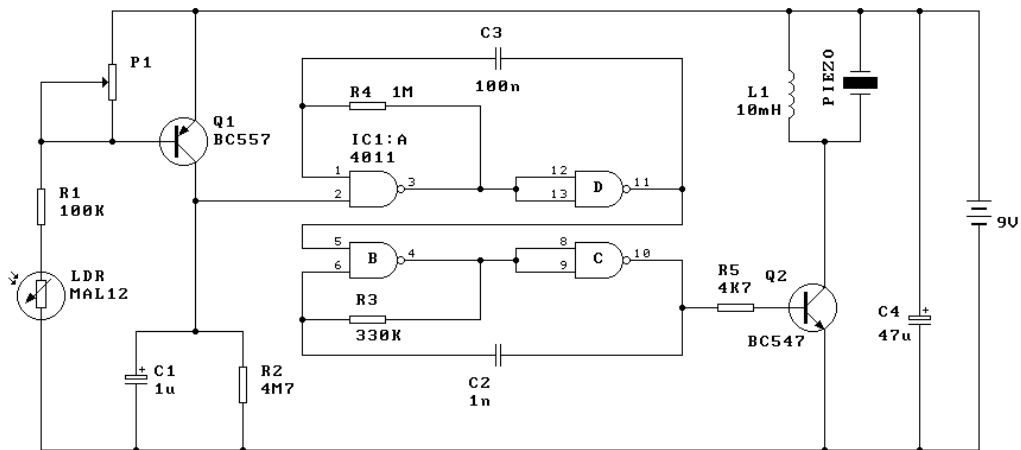 C3
100n
P1
R4 1M
L1
10mH
PIEZO
Q1
BC557
IC1:A
4011
1
2
3
12
13
D
11
R1
100K
9V
5
6
B
4
8
9
C
10
LDR
MAL12
R3
330K
R5
4K7
Q2
BC547
C4
+
47u
+
C1
1u
R2
4M7
C2
1n